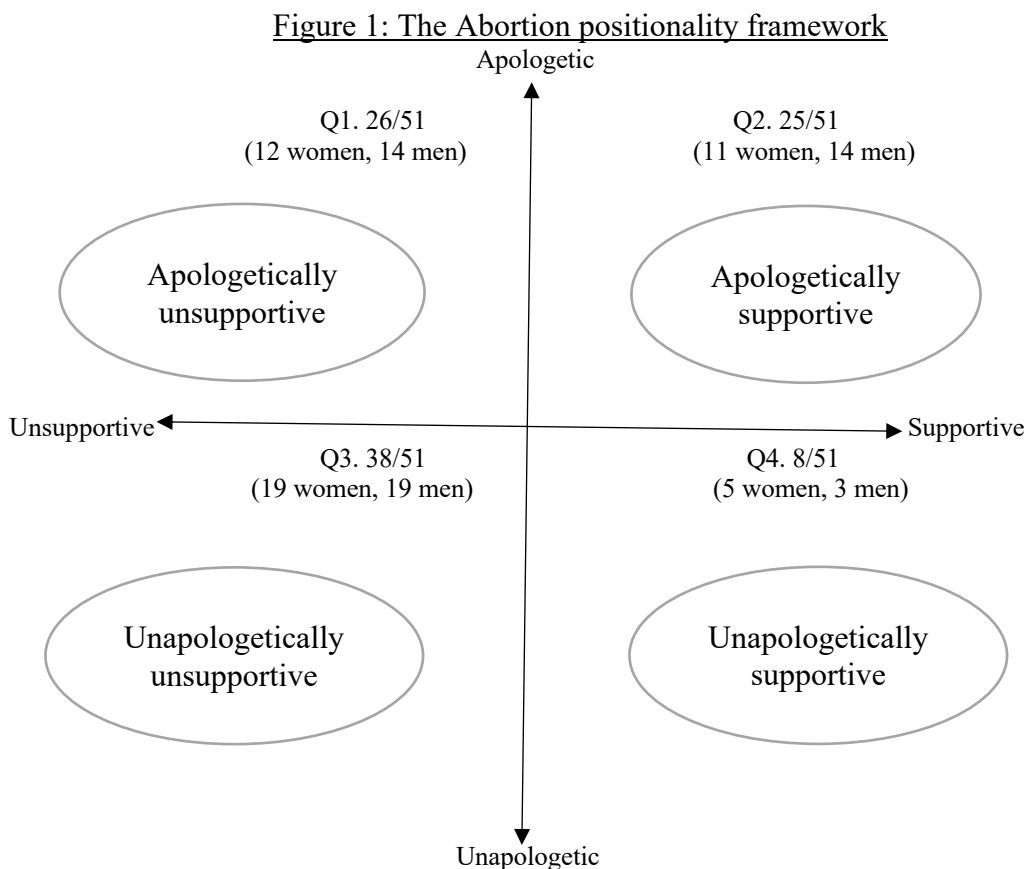 Figure 1: The Abortion positionality framework
Apologetic
Q1. 26/51
(12 women, 14 men)
Q2. 25/51
(11 women, 14 men)
Apologetically
unsupportive
Apologetically
supportive
Unsupportive
Supportive
Q3. 38/51
(19 women, 19 men)
Q4. 8/51
(5 women, 3 men)
Unapologetically
unsupportive
Unapologetically
supportive
Unapologetic